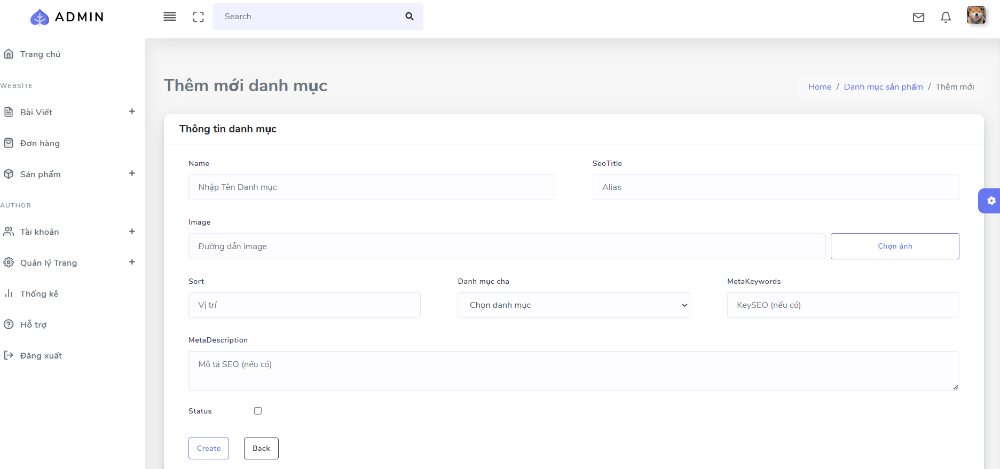 ADMIN
Search
Trang chủ
WEBSITE
Bài Viết +
Đơn hàng
Sản phẩm +
AUTHOR
Tài khoản +
Quản lý Trang +
Thống kê
Hỗ trợ
Đăng xuất
Thêm mới danh mục
Home / Danh mục sản phẩm / Thêm mới
Thông tin danh mục
Name SeoTitle
Nhập Tên Danh mục Alias
Image
Đường dẫn image Chọn ảnh
Sort Danh mục cha MetaKeywords
Vị trí Chọn danh mục KeySEO (nếu có)
MetaDescription
Mô tả SEO (nếu có)
Status
Create Back